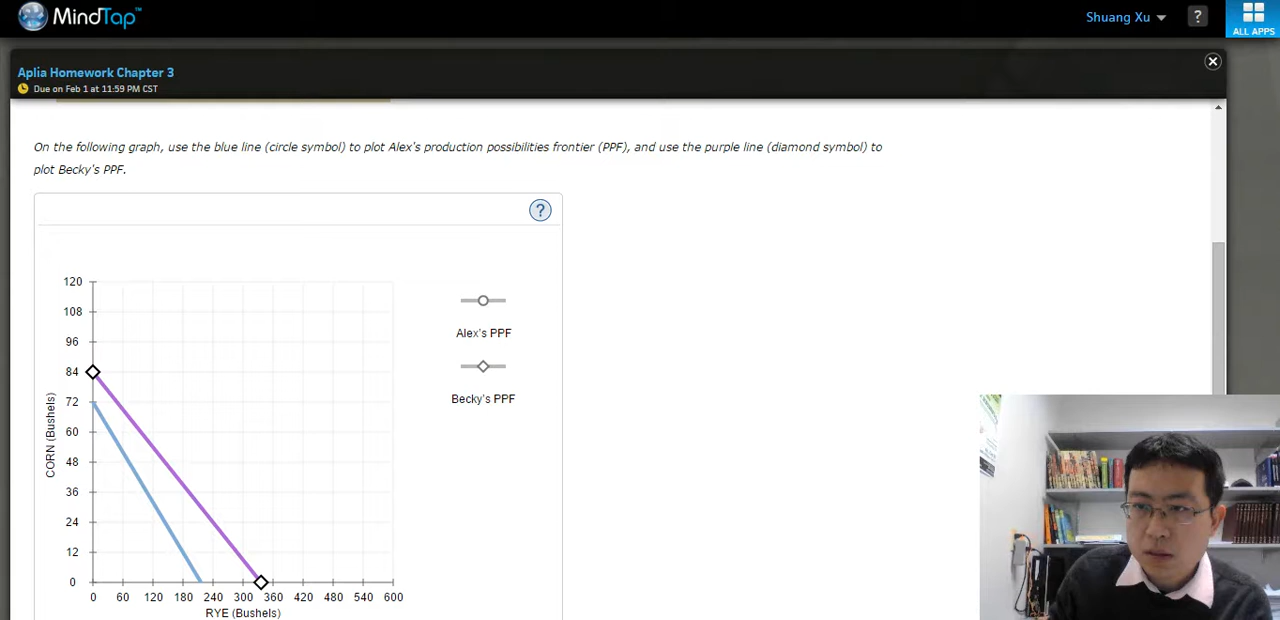 MindTap™
Shuang Xu
?
ALL APPS
Aplia Homework Chapter 3
Due on Feb 1 at 11:59 PM CST
On the following graph, use the blue line (circle symbol) to plot Alex's production possibilities frontier (PPF), and use the purple line (diamond symbol) to
plot Becky's PPF.
?
120
108
96
84
72
60
48
36
24
12
0
CORN (Bushels)
0 60 120 180 240 300 360 420 480 540 600
RYE (Bushels)
Alex's PPF
Becky's PPF